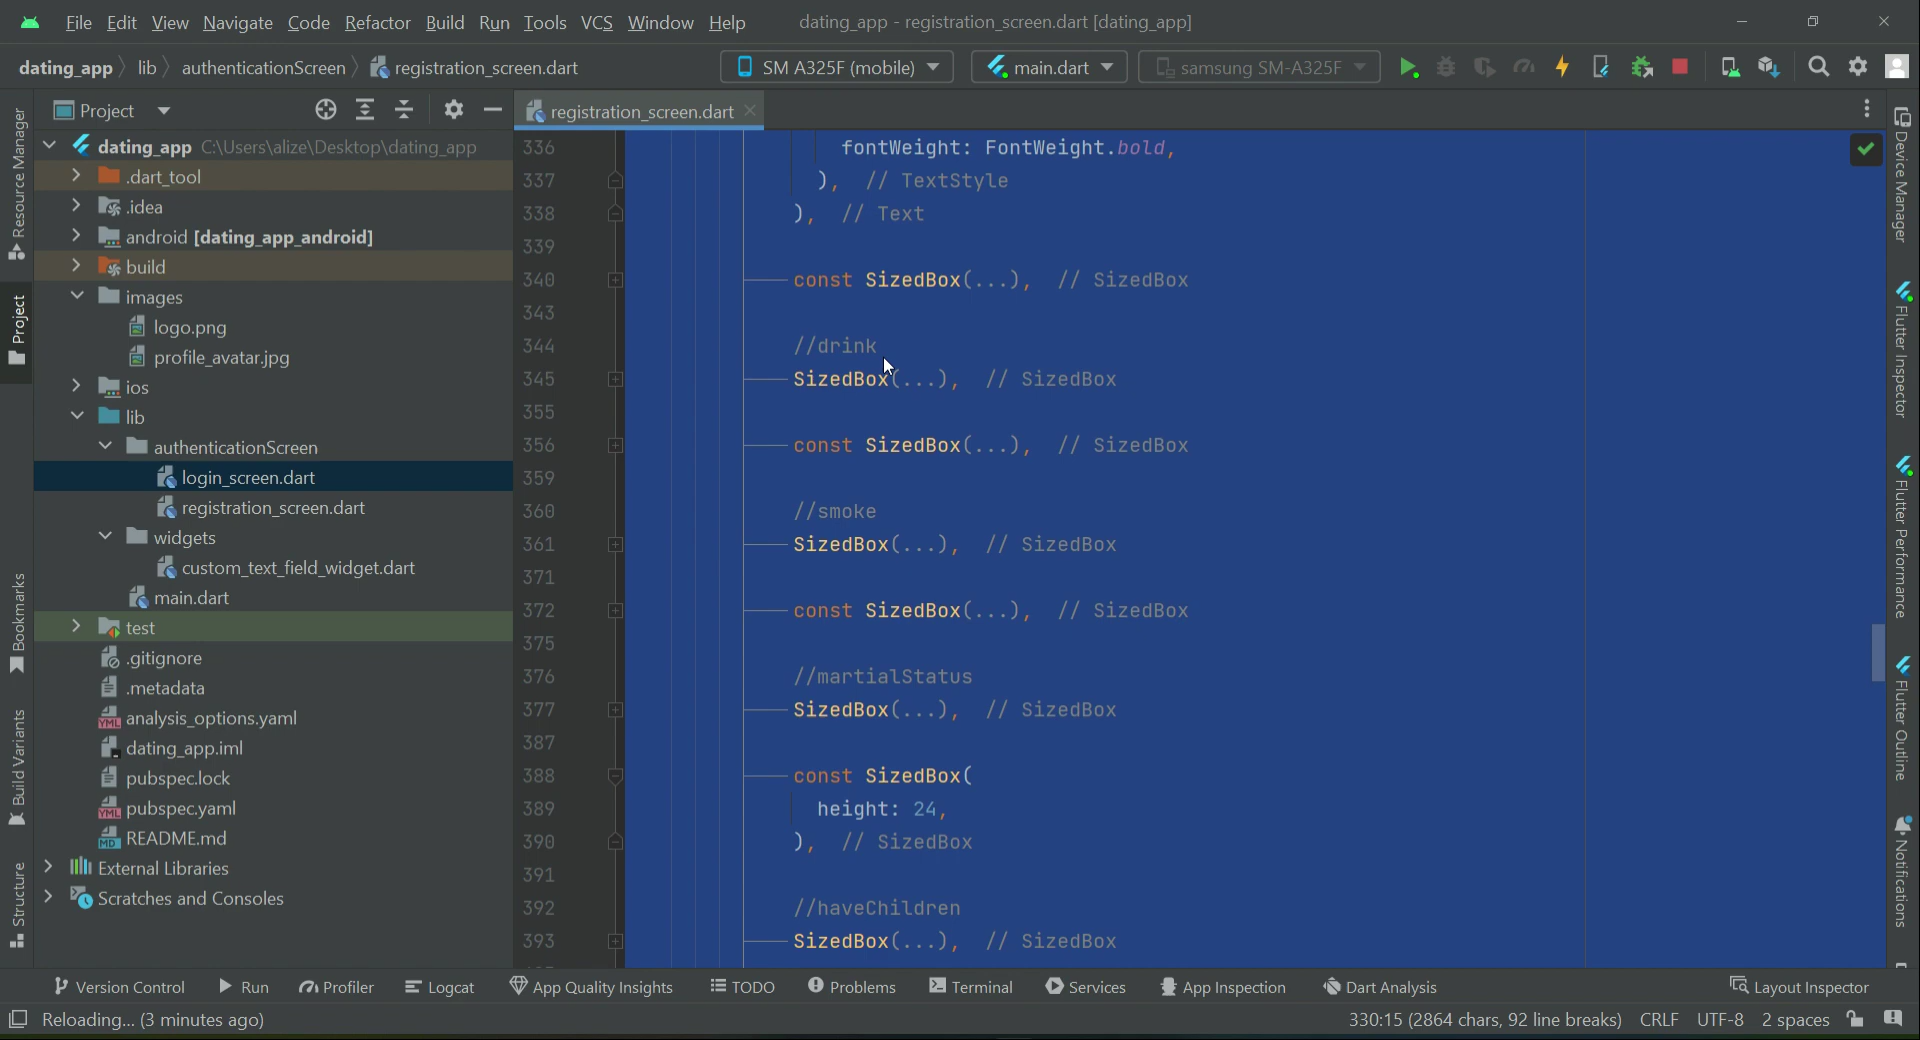 File Edit View Navigate Code Refactor Build Run Tools VCS Window Help dating_app - registration_screen.dart [dating_app]
dating_app lib authenticationScreen registration_screen.dart SM A325F (mobile) main.dart samsung SM-A325F
Project registration_screen.dart
dating_app C:\Users\alize\Desktop\dating_app
.dart_tool
.idea
android [dating_app_android]
build
images
logo.png
profile_avatar.jpg
ios
lib
authenticationScreen
login_screen.dart
registration_screen.dart
widgets
custom_text_field_widget.dart
main.dart
test
.gitignore
.metadata
analysis_options.yaml
dating_app.iml
pubspec.lock
pubspec.yaml
README.md
External Libraries
Scratches and Consoles
Resource Manager
Project
Bookmarks
Build Variants
Structure
336 fontWeight: FontWeight.bold,
337 ), // TextStyle
338 ), // Text
339
340 const SizedBox(...), // SizedBox
343
344 //drink
345 SizedBox(...), // SizedBox
355
356 const SizedBox(...), // SizedBox
359
360 //smoke
361 SizedBox(...), // SizedBox
371
372 const SizedBox(...), // SizedBox
375
376 //martialStatus
377 SizedBox(...), // SizedBox
387
388 const SizedBox(
389 height: 24,
390 ), // SizedBox
391
392 //haveChildren
393 SizedBox(...), // SizedBox
Device Manager
Flutter Inspector
Flutter Performance
Flutter Outline
Notifications
Version Control Run Profiler Logcat App Quality Insights TODO Problems Terminal Services App Inspection Dart Analysis Layout Inspector
Reloading... (3 minutes ago) 330:15 (2864 chars, 92 line breaks) CRLF UTF-8 2 spaces